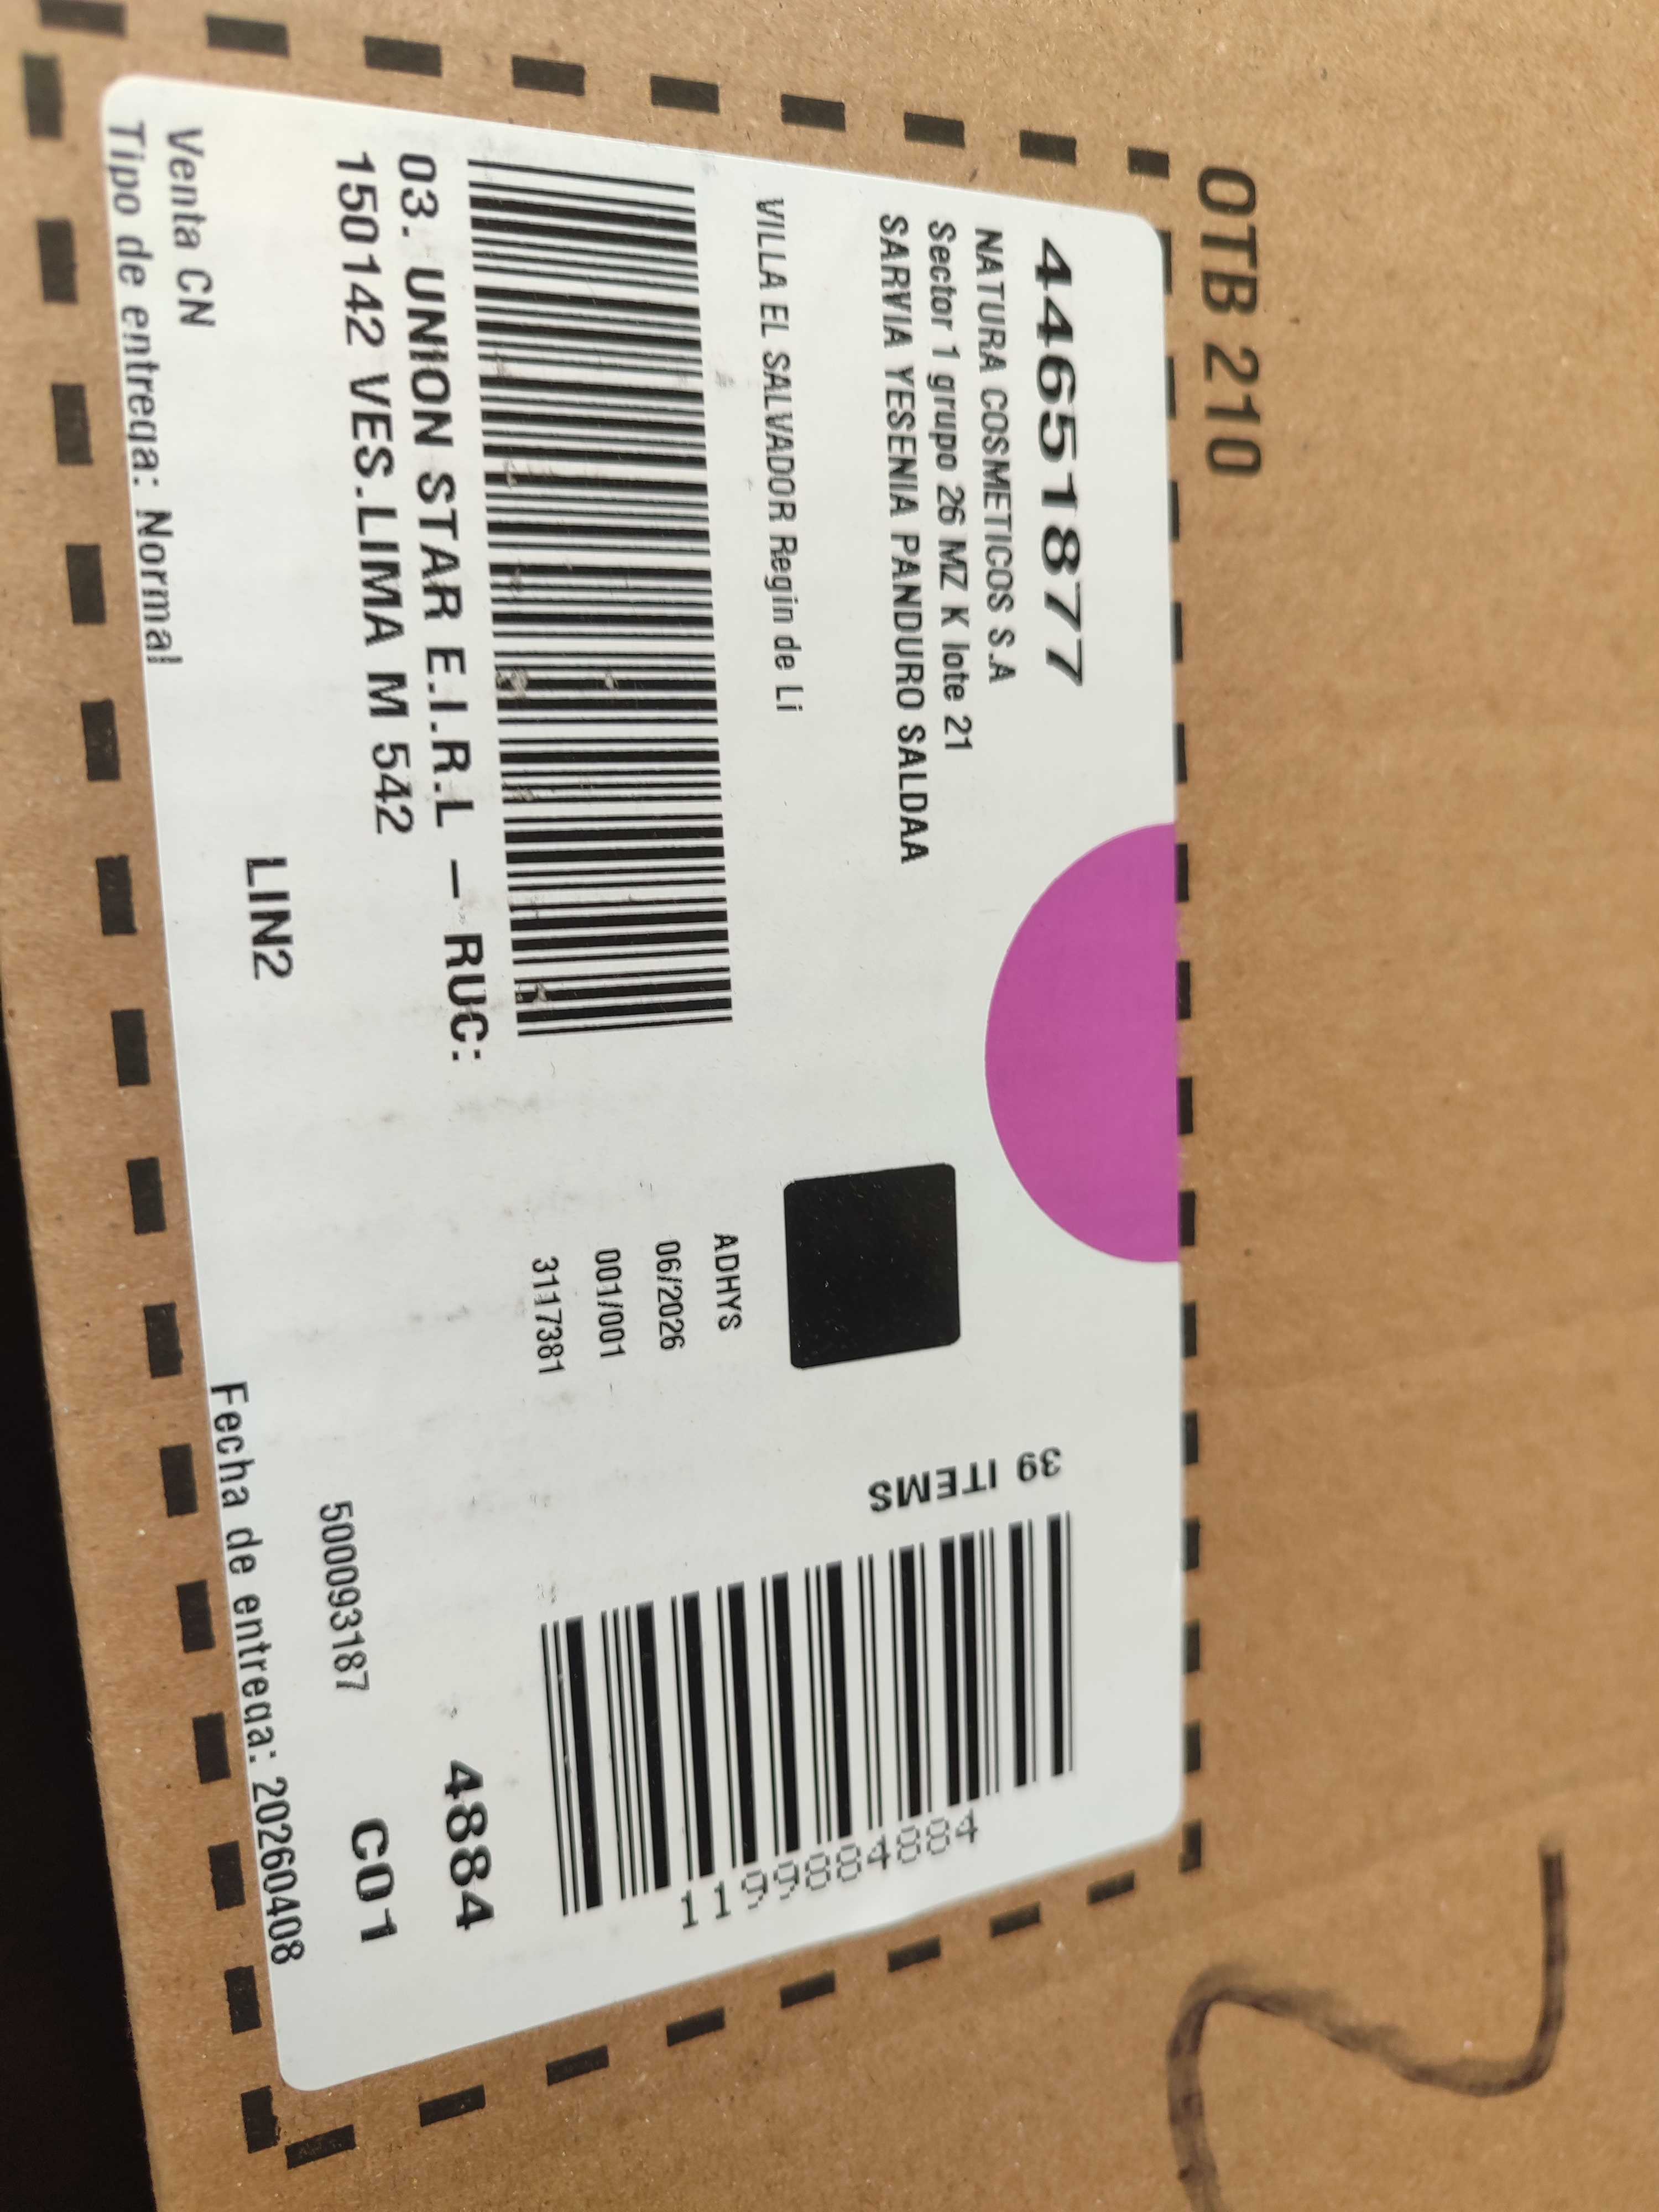 OTB 210
446518777
NATURA COSMETICOS S.A
Sector 1 grupo 26 MZ K lote 21
SARVIA YESENIA PANDURO SALDAA
VILLA EL SALVADOR Regin de Li
39 ITEMS
1199884884
ADHYS
06/2026
001/001
3117381
03. UNION STAR E.I.R.L - RUC:
4884
150142 VES.LIMA M 542
C01
500093187
LIN2
Venta CN
Tipo de entrega: Normal
Fecha de entrega: 20260408